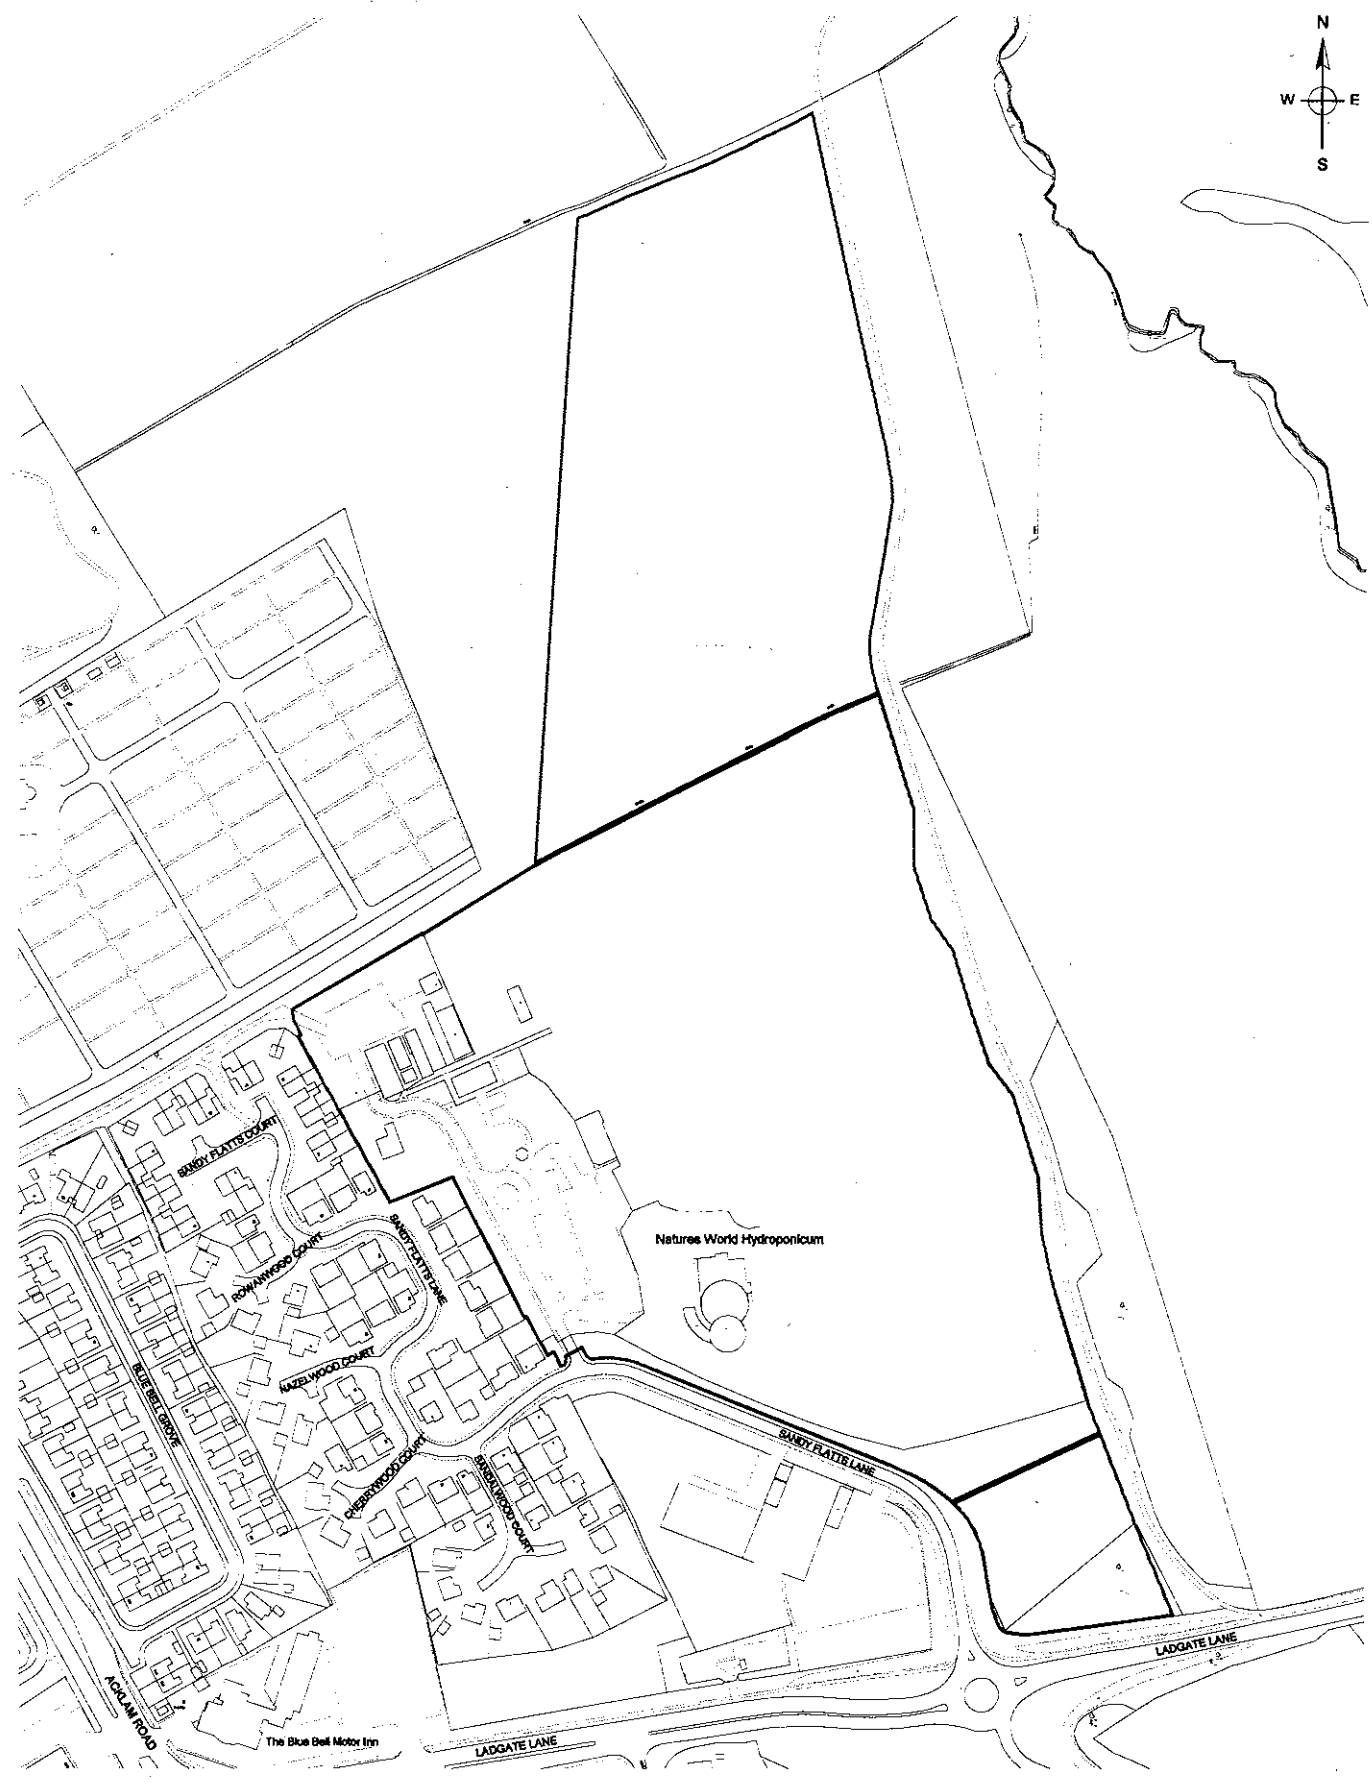 N
W E
S
SANDY FLATTS COURT
SANDY FLATTS LANE
Natures World Hydroponicum
ROWANWOOD COURT
HAZELWOOD COURT
BLUE BELL GROVE
SANDY FLATTS LANE
CHERRYWOOD COURT
SANDALWOOD COURT
LADGATE LANE
ACKLAM ROAD
The Blue Bell Motor Inn
LADGATE LANE